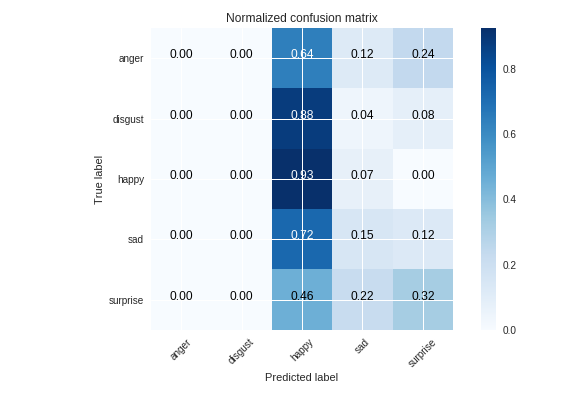 Normalized confusion matrix
True label
anger 0.00 0.00 0.64 0.12 0.24
disgust 0.00 0.00 0.88 0.04 0.08
happy 0.00 0.00 0.93 0.07 0.00
sad 0.00 0.00 0.72 0.15 0.12
surprise 0.00 0.00 0.46 0.22 0.32
anger disgust happy sad surprise
Predicted label
0.8
0.6
0.4
0.2
0.0